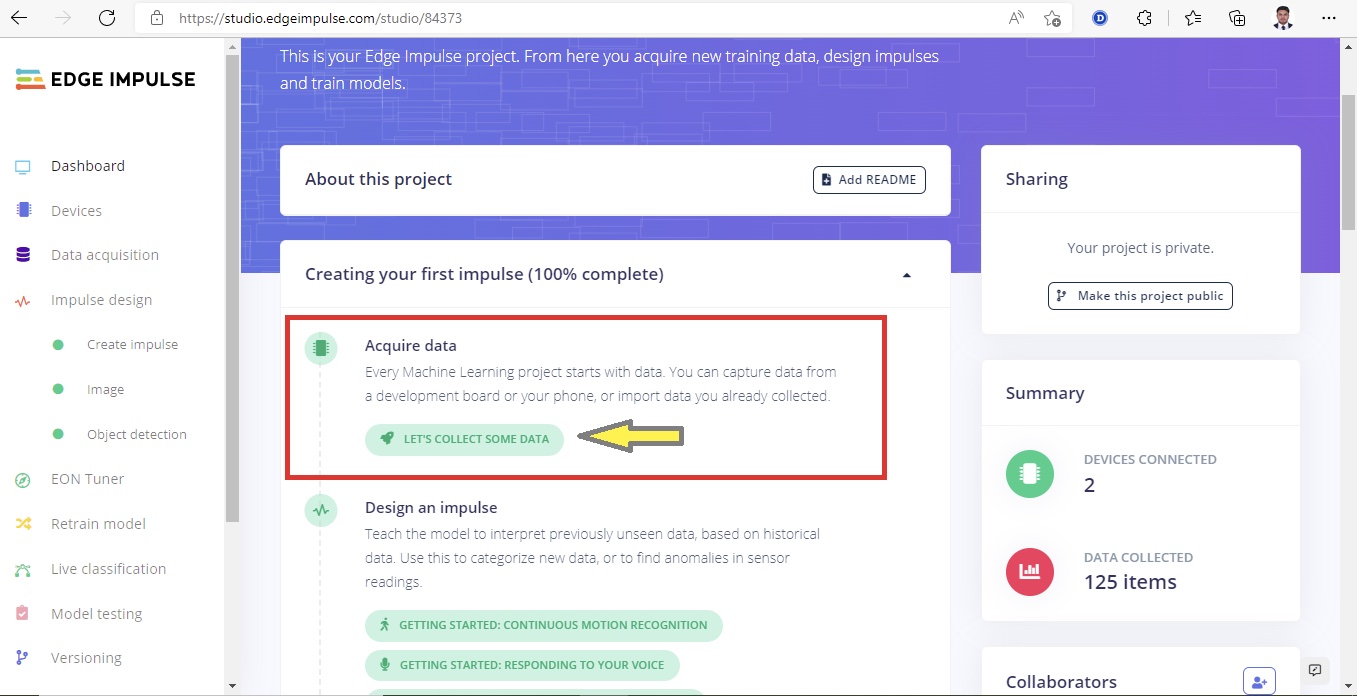 https://studio.edgeimpulse.com/studio/84373
EDGE IMPULSE
Dashboard
Devices
Data acquisition
Impulse design
Create impulse
Image
Object detection
EON Tuner
Retrain model
Live classification
Model testing
Versioning
This is your Edge Impulse project. From here you acquire new training data, design impulses
and train models.
About this project
Add README
Creating your first impulse (100% complete)
Acquire data
Every Machine Learning project starts with data. You can capture data from
a development board or your phone, or import data you already collected.
LET'S COLLECT SOME DATA
Design an impulse
Teach the model to interpret previously unseen data, based on historical
data. Use this to categorize new data, or to find anomalies in sensor
readings.
GETTING STARTED: CONTINUOUS MOTION RECOGNITION
GETTING STARTED: RESPONDING TO YOUR VOICE
Sharing
Your project is private.
Make this project public
Summary
DEVICES CONNECTED
2
DATA COLLECTED
125 items
Collaborators